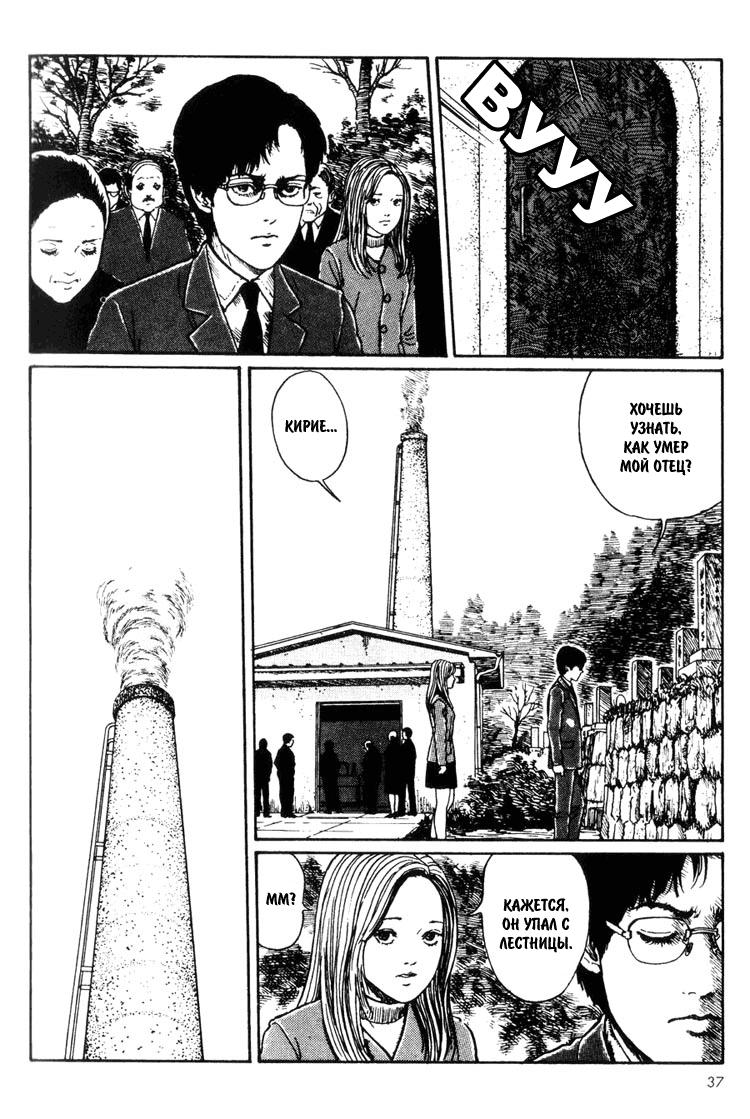 Вууу
КИРИЕ...
ХОЧЕШЬ
УЗНАТЬ,
КАК УМЕР
МОЙ ОТЕЦ?
ММ?
КАЖЕТСЯ,
ОН УПАЛ С
ЛЕСТНИЦЫ.
37